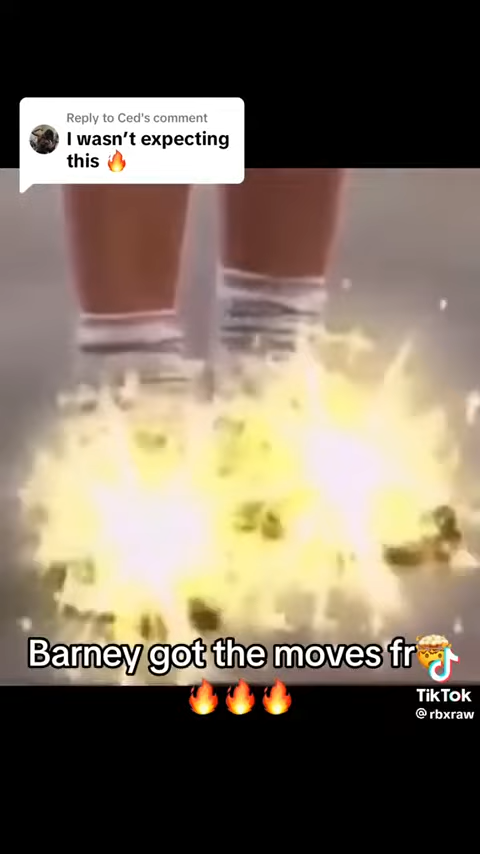 Reply to Ced's comment
I wasn’t expecting
this 🔥
Barney got the moves fr🤯
🔥🔥🔥
TikTok
@rbxraw